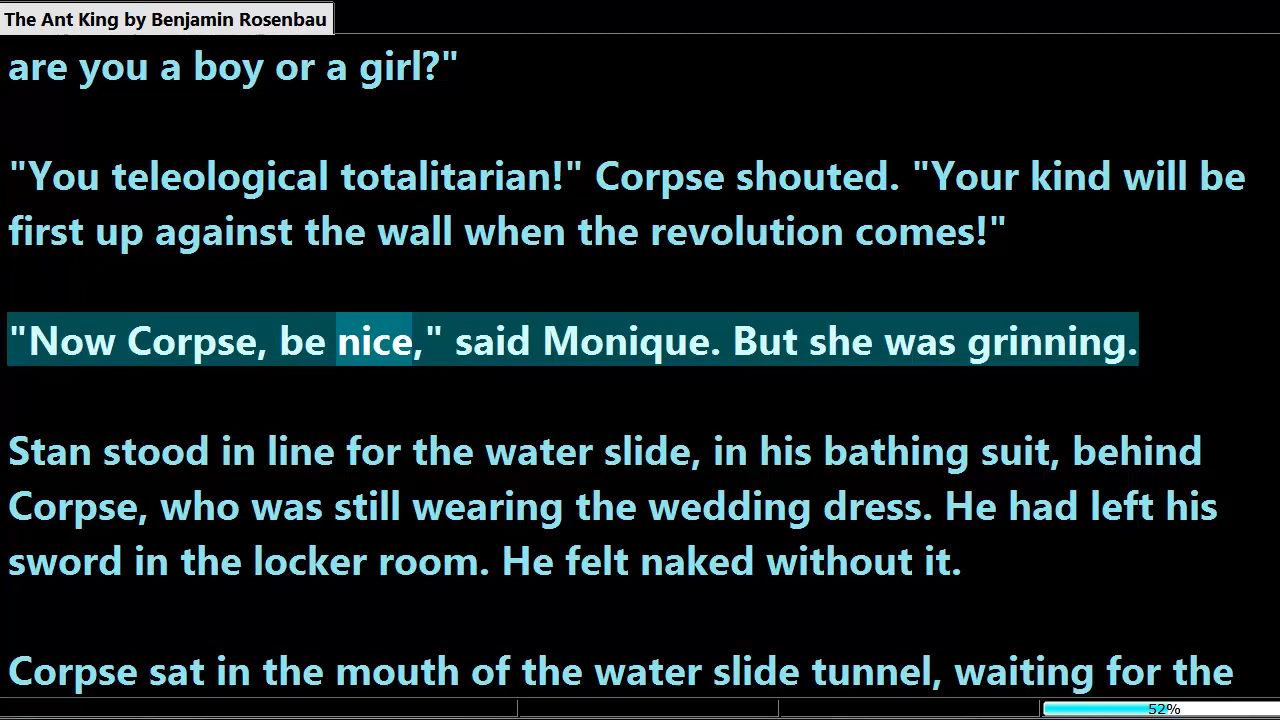 The Ant King by Benjamin Rosenbau
are you a boy or a girl?"
"You teleological totalitarian!" Corpse shouted. "Your kind will be
first up against the wall when the revolution comes!"
"Now Corpse, be nice," said Monique. But she was grinning.
Stan stood in line for the water slide, in his bathing suit, behind
Corpse, who was still wearing the wedding dress. He had left his
sword in the locker room. He felt naked without it.
Corpse sat in the mouth of the water slide tunnel, waiting for the
52%